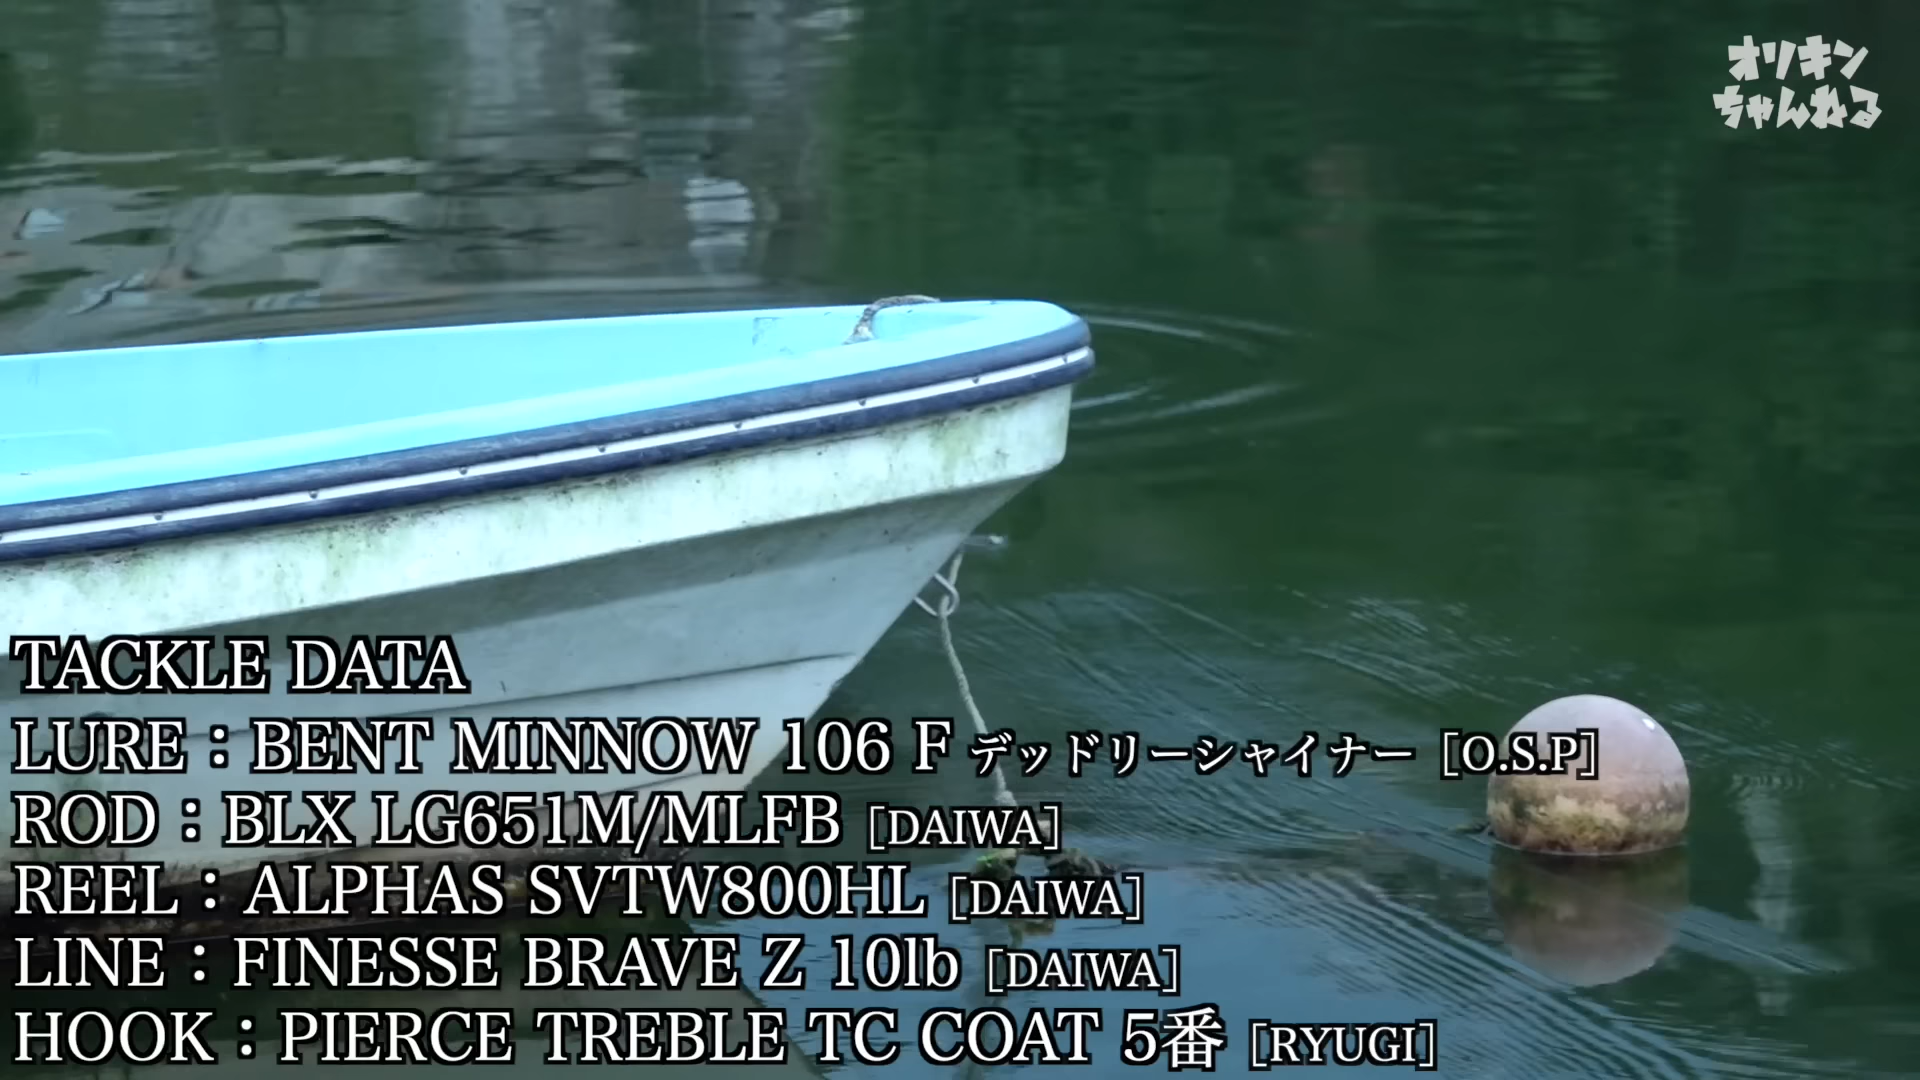 オリキン
ちゃんねる
TACKLE DATA
LURE：BENT MINNOW 106 F デッドリーシャイナー［O.S.P］
ROD：BLX LG651M/MLFB［DAIWA］
REEL：ALPHAS SVTW800HL［DAIWA］
LINE：FINESSE BRAVE Z 10lb［DAIWA］
HOOK：PIERCE TREBLE TC COAT 5番［RYUGI］